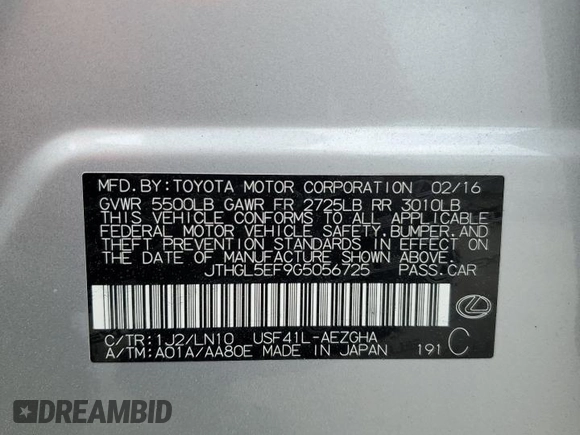 MFD.BY:TOYOTA MOTOR CORPORATION 02/16
GVWR 5500LB GAWR FR 2725LB RR 3010LB
THIS VEHICLE CONFORMS TO ALL APPLICABLE
FEDERAL MOTOR VEHICLE SAFETY,BUMPER,AND
THEFT PREVENTION STANDARDS IN EFFECT ON
THE DATE OF MANUFACTURE SHOWN ABOVE.
JTHGL5EF9G5056725 PASS.CAR
C/TR:1J2/LN10 USF41L-AEZGHA
A/TM:A01A/AA80E MADE IN JAPAN 191 C
DREAMBID